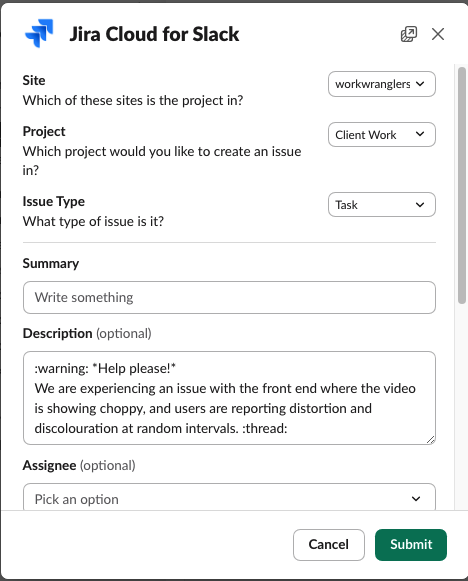 Jira Cloud for Slack
Site
Which of these sites is the project in?
workwranglers
Project
Which project would you like to create an issue
in?
Client Work
Issue Type
What type of issue is it?
Task
Summary
Write something
Description (optional)
:warning: *Help please!*
We are experiencing an issue with the front end where the video
is showing choppy, and users are reporting distortion and
discolouration at random intervals. :thread:
Assignee (optional)
Pick an option
Cancel
Submit